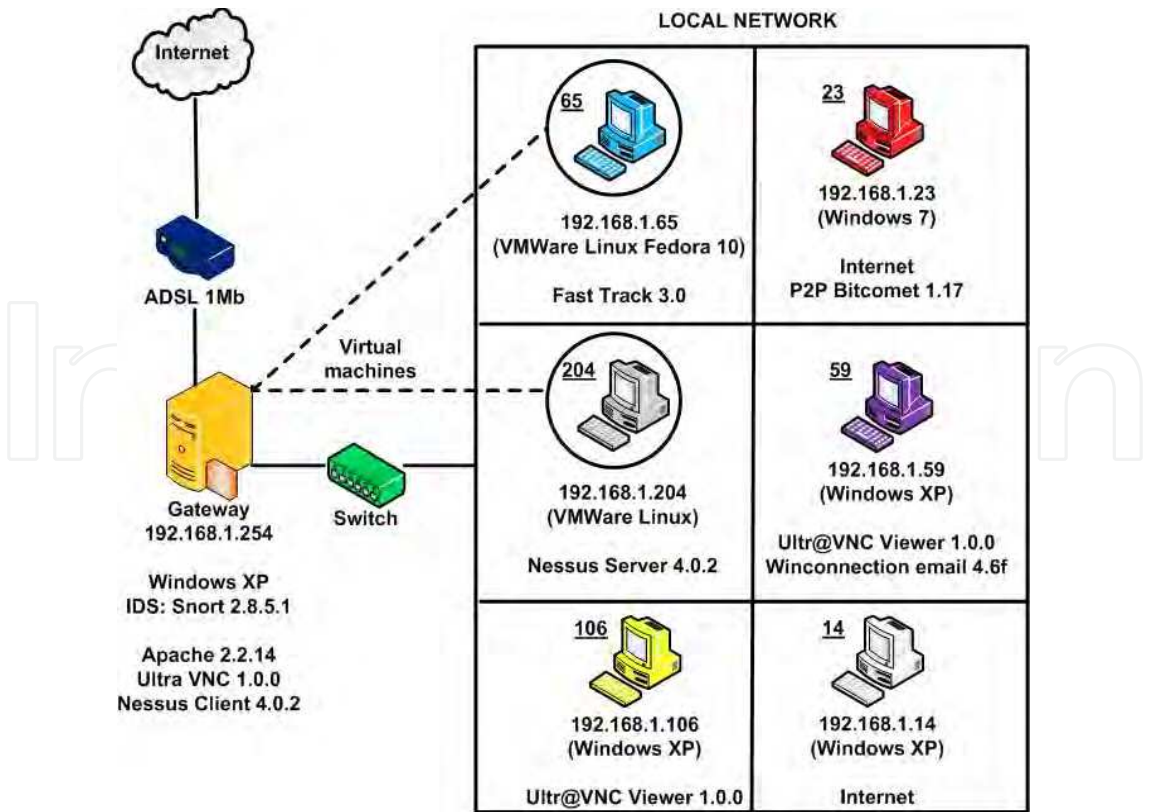 LOCAL NETWORK
Internet
ADSL 1Mb
Virtual
machines
Gateway
192.168.1.254
Windows XP
IDS: Snort 2.8.5.1
Apache 2.2.14
Ultra VNC 1.0.0
Nessus Client 4.0.2
Switch
65
192.168.1.65
(VMWare Linux Fedora 10)
Fast Track 3.0
23
192.168.1.23
(Windows 7)
Internet
P2P Bitcomet 1.17
204
192.168.1.204
(VMWare Linux)
Nessus Server 4.0.2
59
192.168.1.59
(Windows XP)
Ultr@VNC Viewer 1.0.0
Winconnection email 4.6f
106
192.168.1.106
(Windows XP)
Ultr@VNC Viewer 1.0.0
14
192.168.1.14
(Windows XP)
Internet